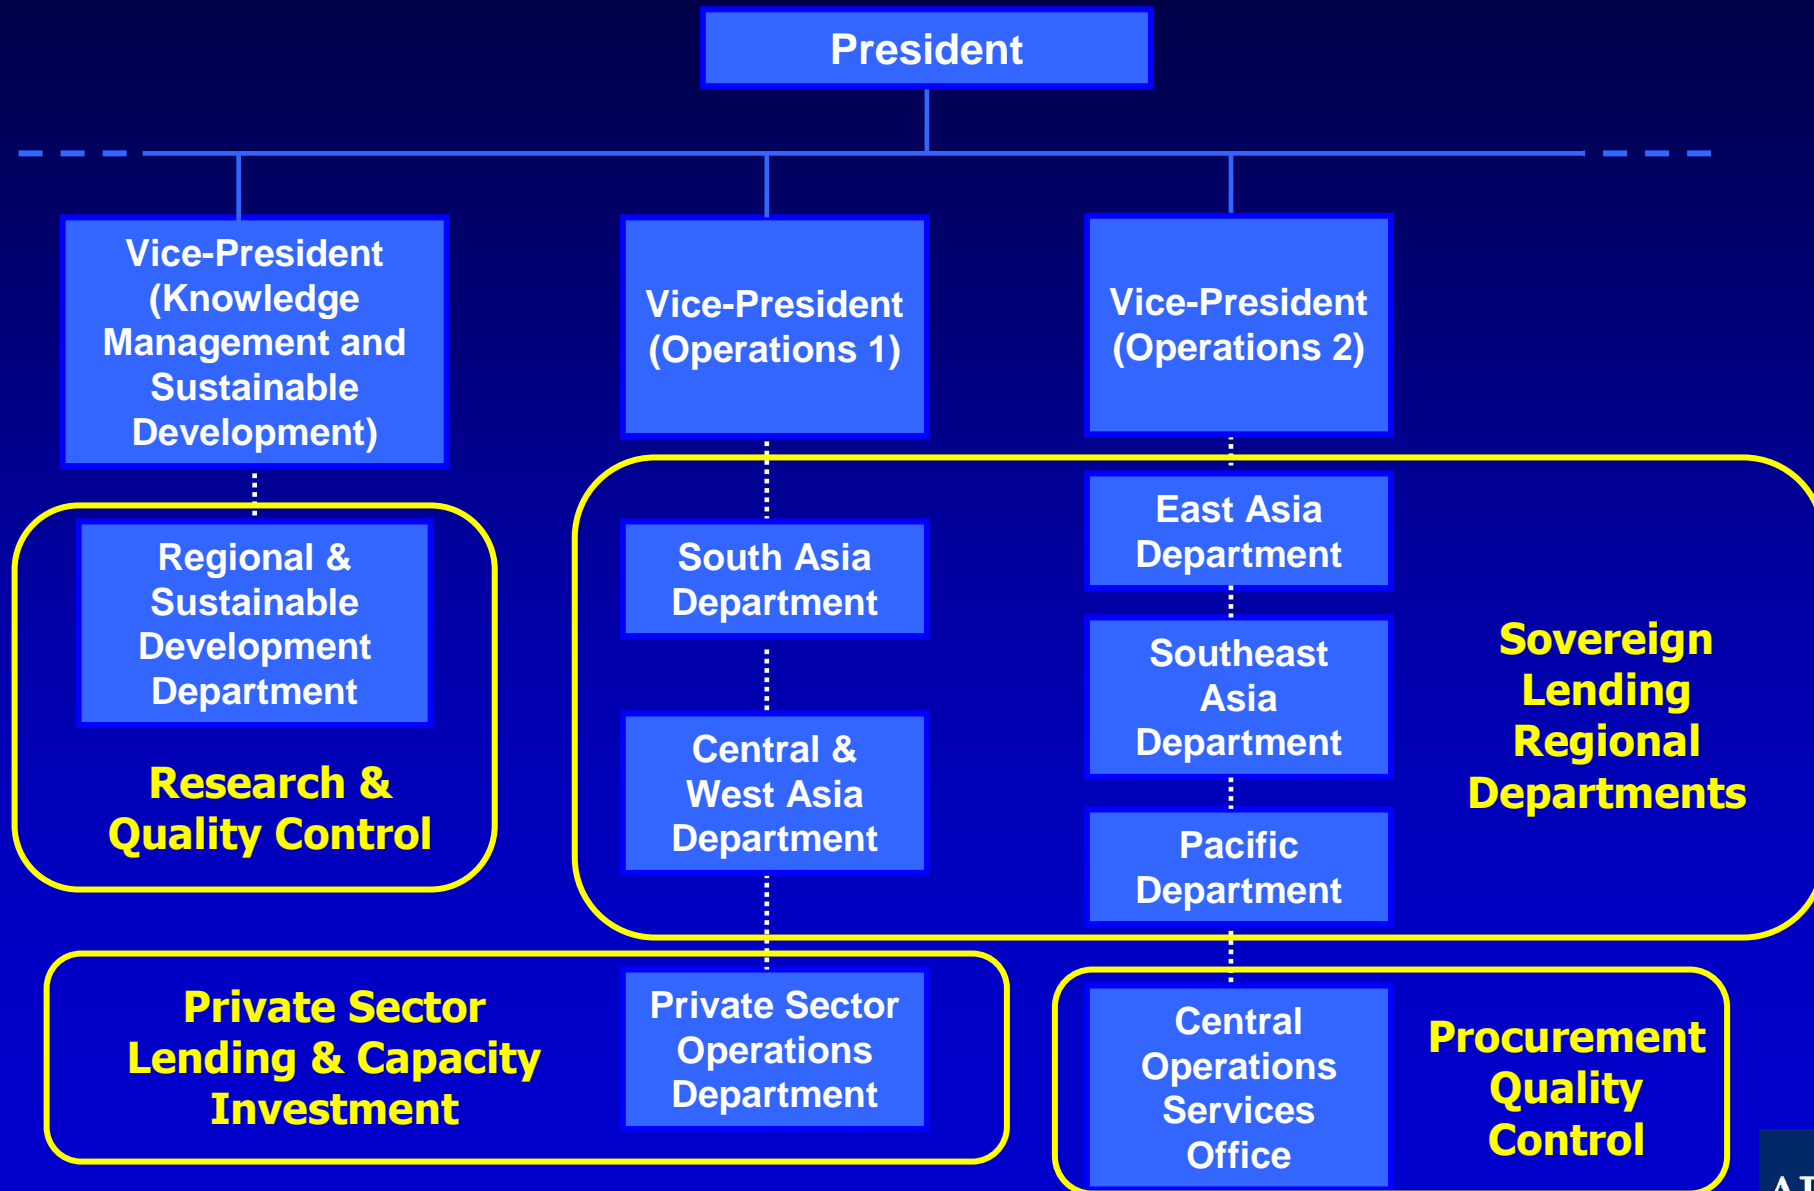 President
Vice-President
(Knowledge
Management and
Sustainable
Development)
Vice-President
(Operations 1)
Vice-President
(Operations 2)
Regional &
Sustainable
Development
Department
Research &
Quality Control
South Asia
Department
Central &
West Asia
Department
East Asia
Department
Southeast
Asia
Department
Pacific
Department
Sovereign
Lending
Regional
Departments
Private Sector
Lending & Capacity
Investment
Private Sector
Operations
Department
Central
Operations
Services
Office
Procurement
Quality
Control